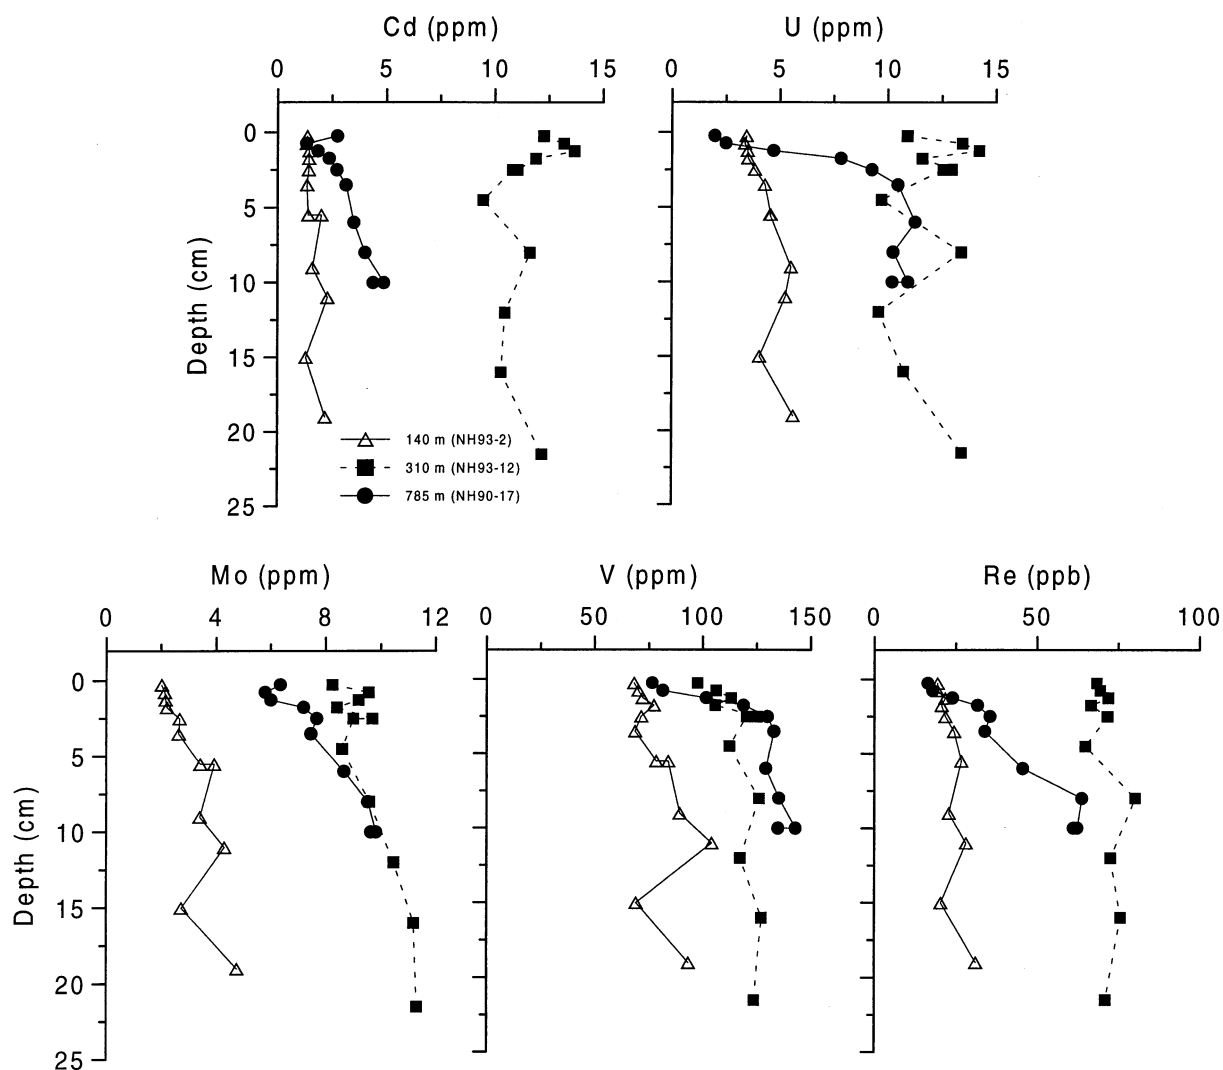 Cd (ppm)
U (ppm)
0 5 10 15
0 5 10 15
0
5
10
15
20
25
Depth (cm)
140 m (NH93-2)
310 m (NH93-12)
785 m (NH90-17)
Mo (ppm)
V (ppm)
Re (ppb)
0 4 8 12
0 50 100 150
0 50 100
0
5
10
15
20
25
Depth (cm)